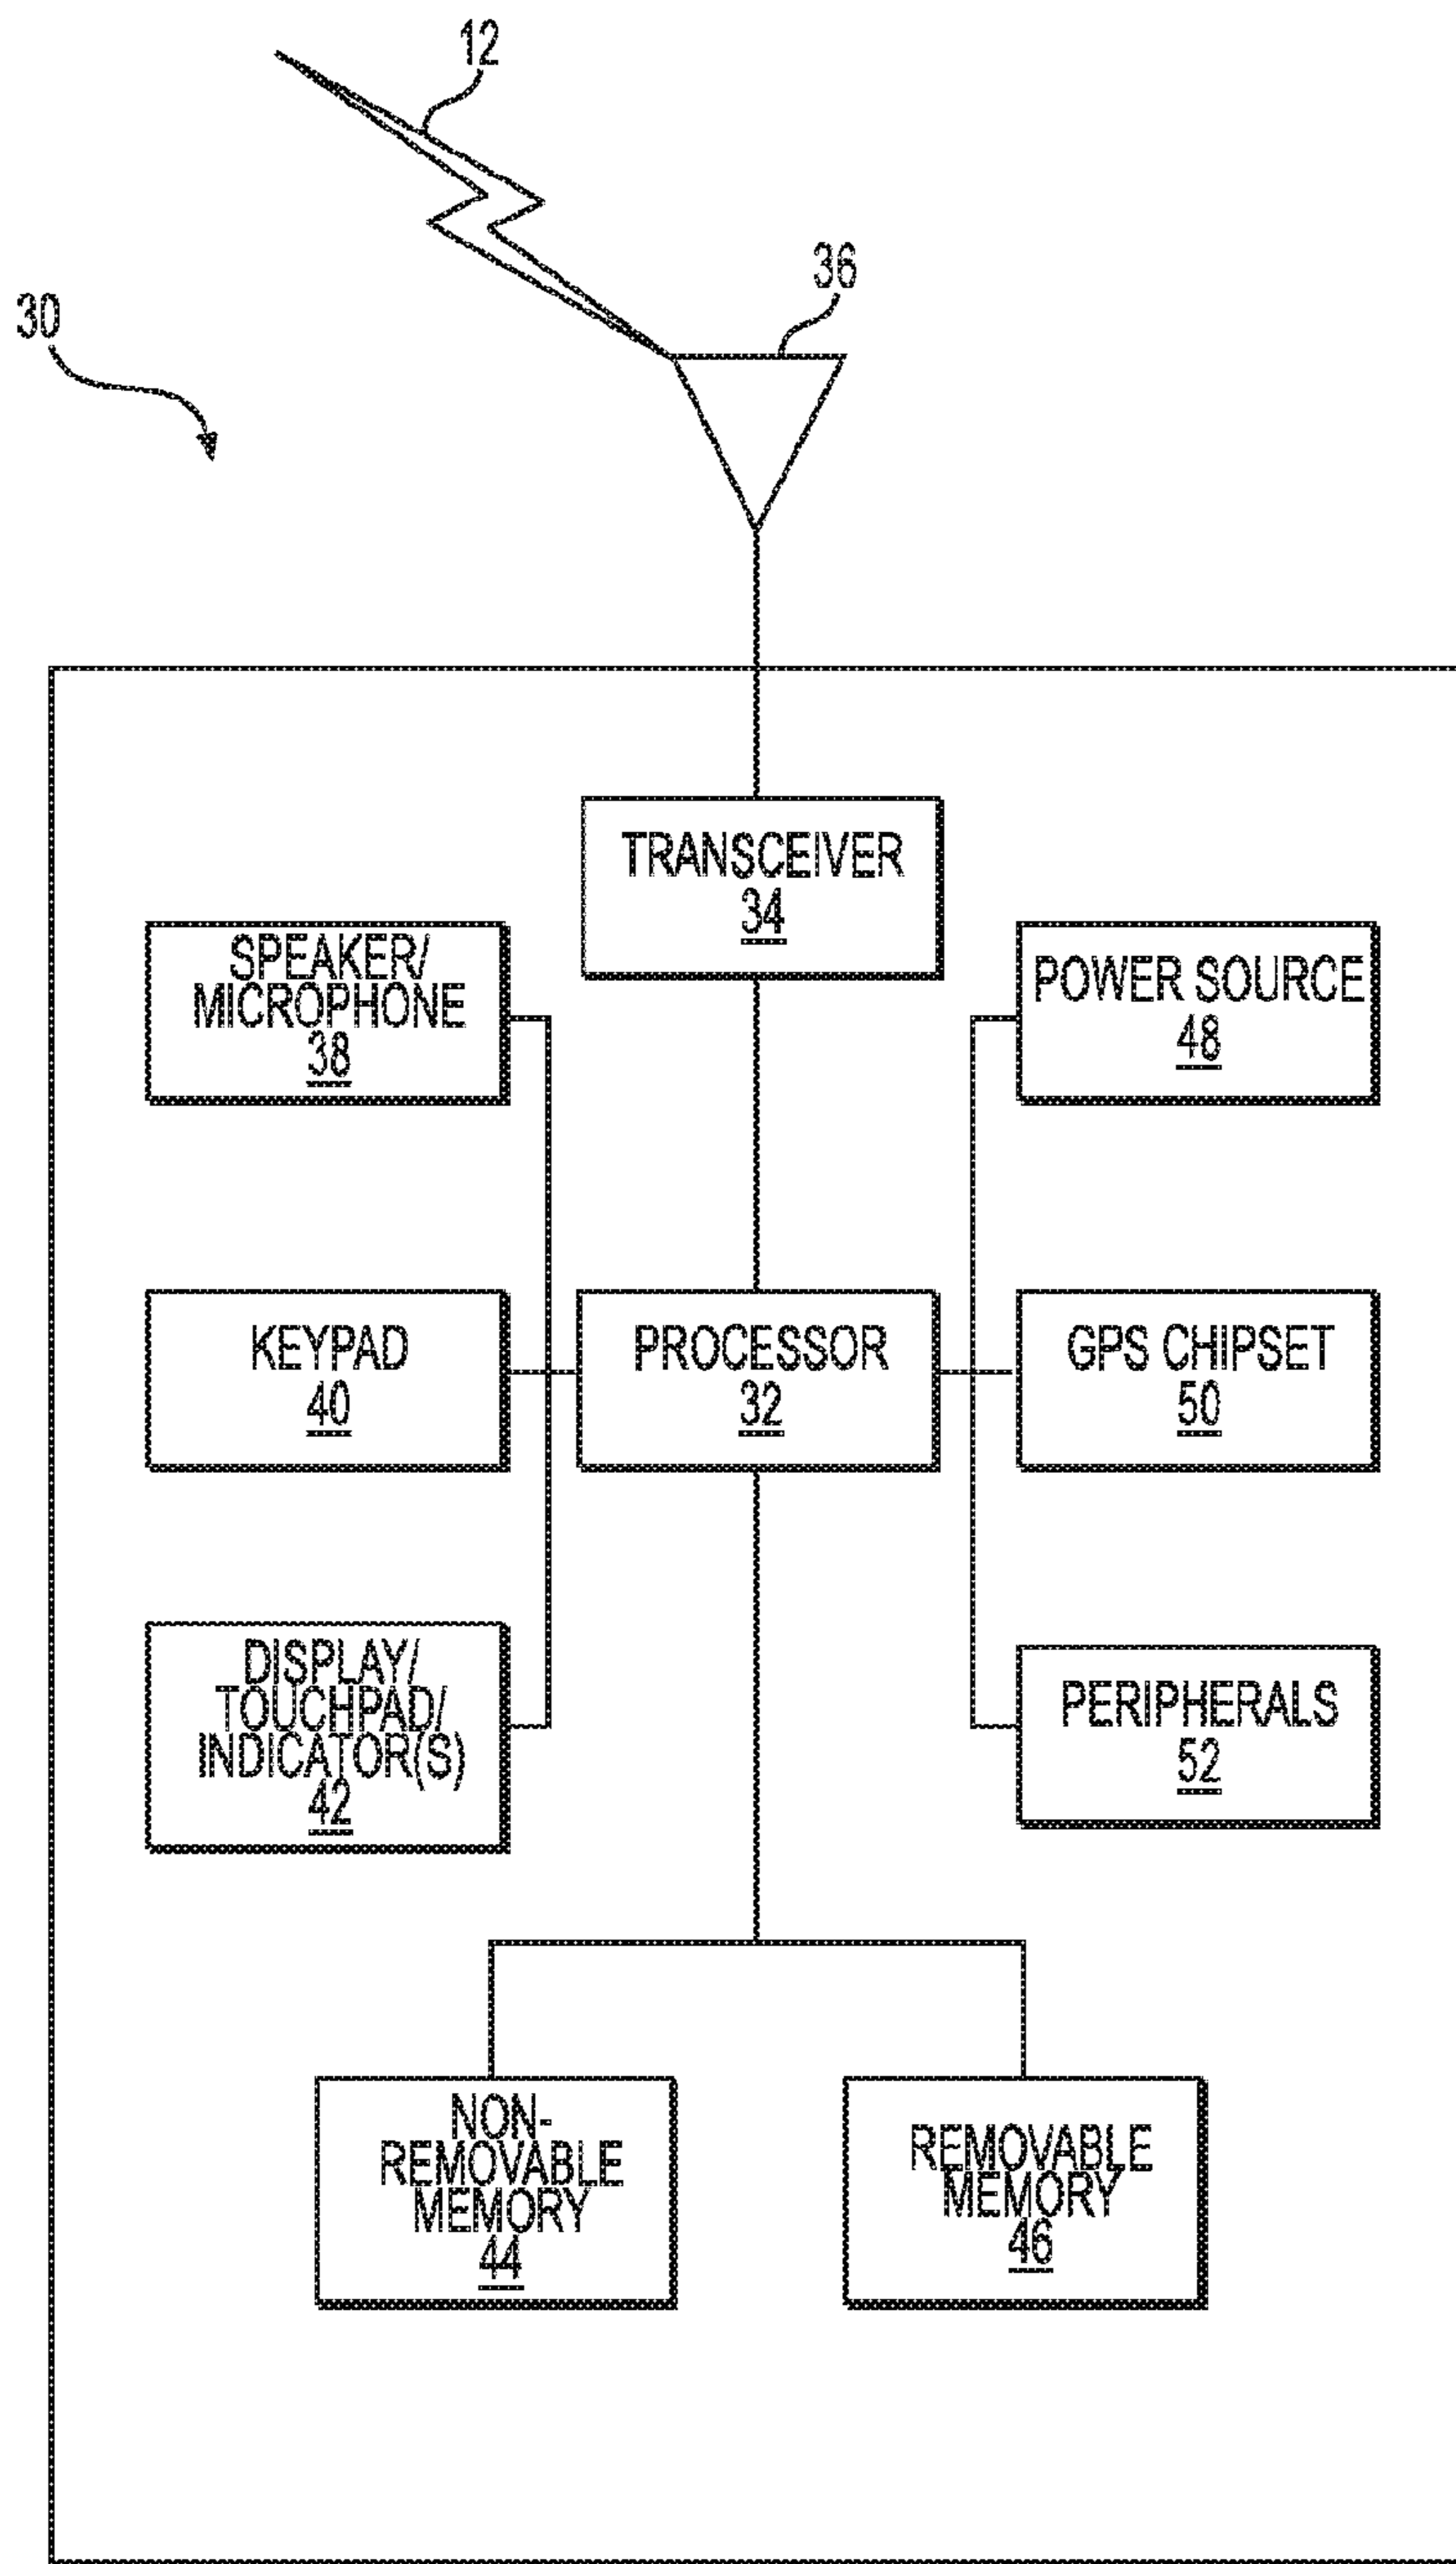 12
36
30
TRANSCEIVER
34
SPEAKER/
MICROPHONE
38
POWER SOURCE
48
KEYPAD
40
PROCESSOR
32
GPS CHIPSET
50
DISPLAY/
TOUCHPAD/
INDICATOR(S)
42
PERIPHERALS
52
NON-
REMOVABLE
MEMORY
44
REMOVABLE
MEMORY
46